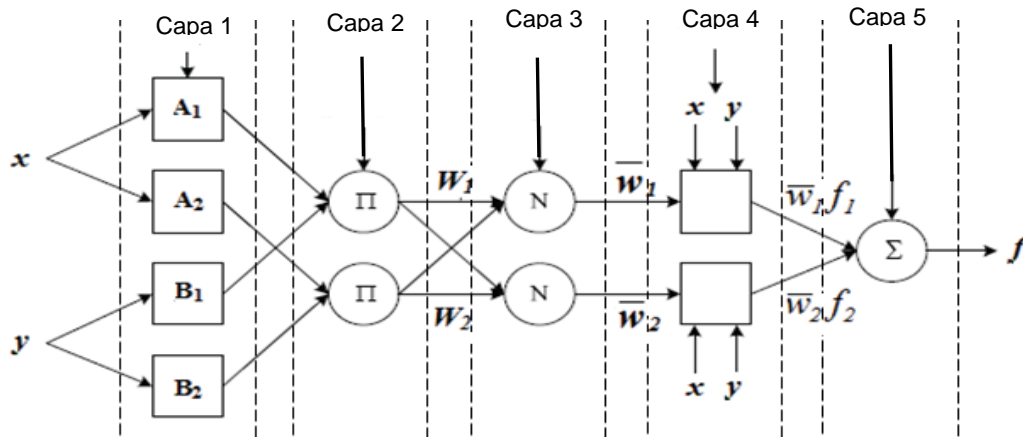 Capa 1 Capa 2 Capa 3 Capa 4 Capa 5
A₁
x y
x
Π W₁ N w̅₁
A₂
w̅₁f₁
Σ f
B₁
Π W₂ N w̅₂
w̅₂f₂
y
B₂
x y